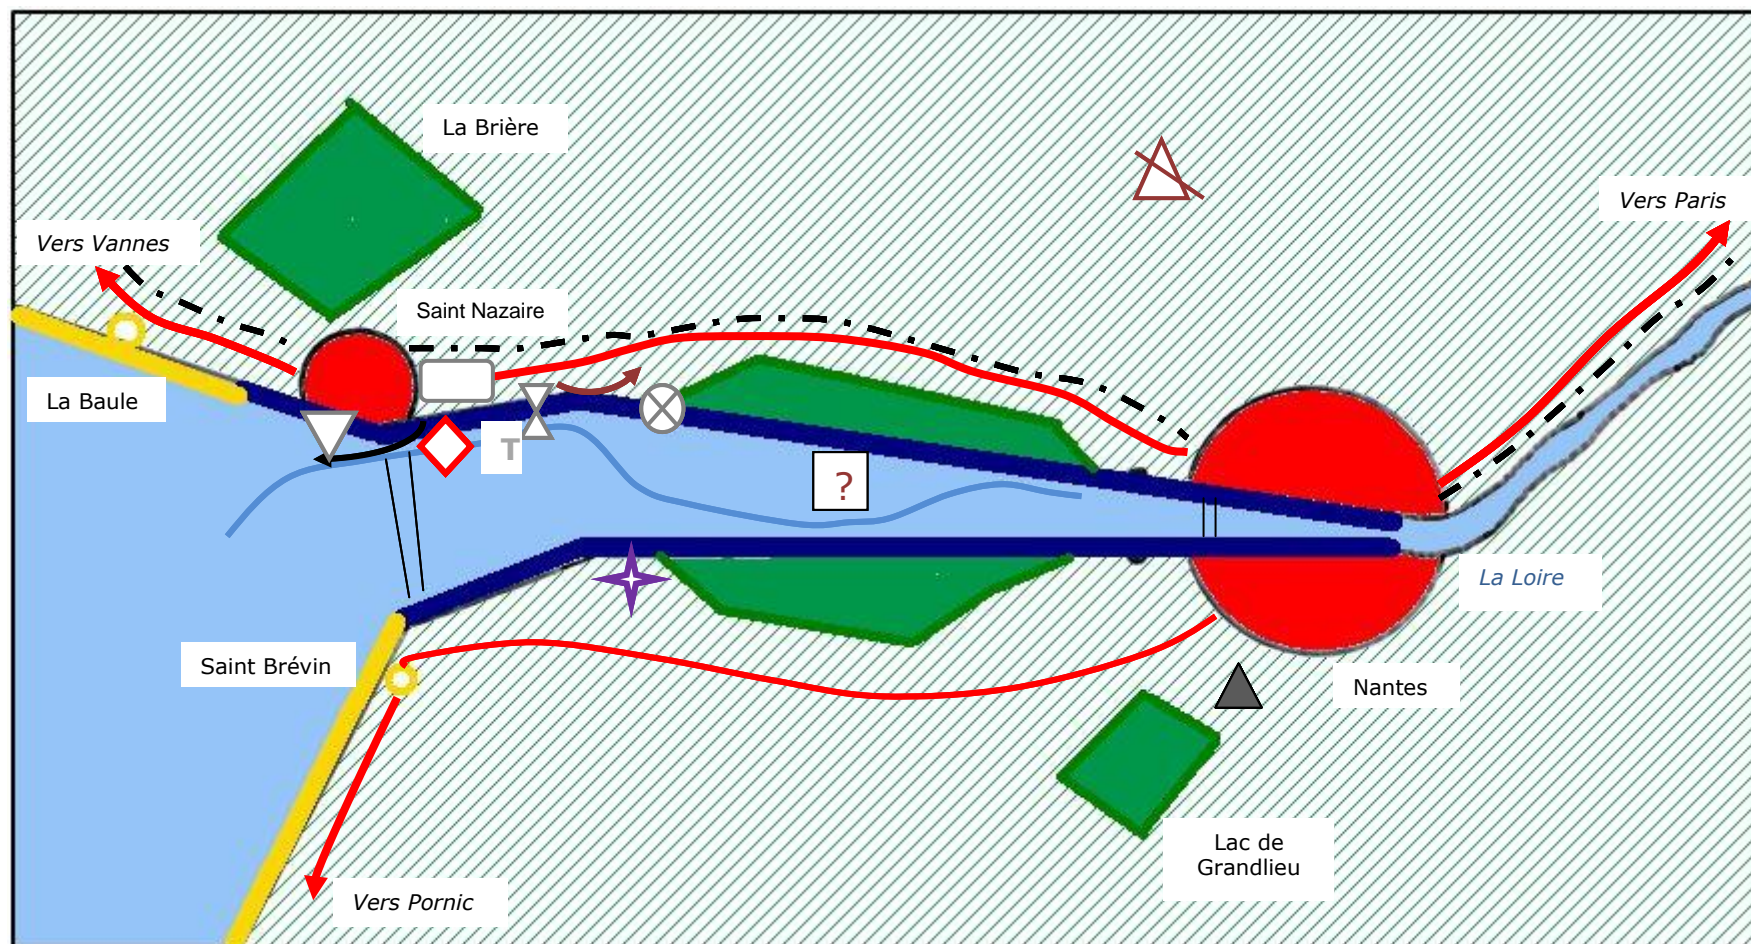 La Brière
Vers Paris
Vers Vannes
Saint Nazaire
La Baule
T
?
La Loire
Saint Brévin
Nantes
Lac de
Grandlieu
Vers Pornic